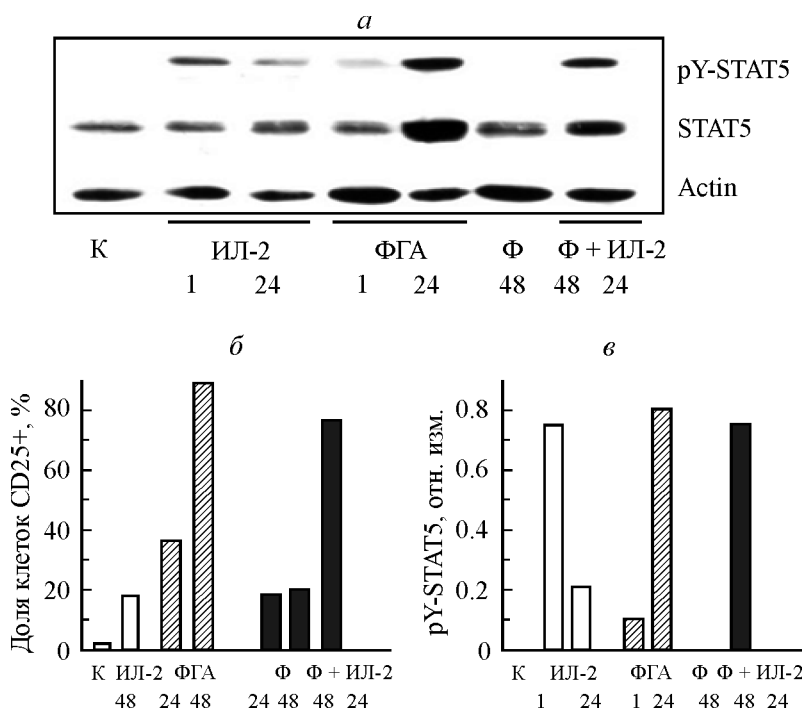 а
pY-STAT5
STAT5
Actin
К ИЛ-2 ФГА Ф Ф + ИЛ-2
1 24 1 24 48 48 24
б
Доля клеток CD25+, %
80
60
40
20
0
К ИЛ-2 ФГА Ф Ф + ИЛ-2
48 24 48 24 48 48 24
в
pY-STAT5, отн. изм.
0.8
0.6
0.4
0.2
0
К ИЛ-2 ФГА Ф Ф + ИЛ-2
1 24 1 24 48 48 24